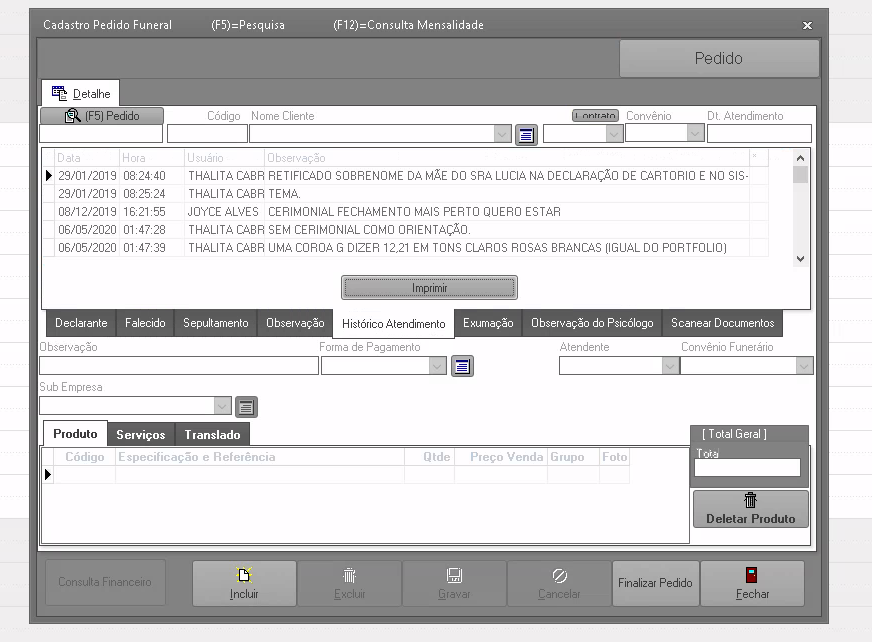 Cadastro Pedido Funeral (F5)=Pesquisa (F12)=Consulta Mensalidade
Pedido
Detalhe
(F5) Pedido Código Nome Cliente Contrato Convênio Dt. Atendimento
Data Hora Usuário Observação *
29/01/2019 08:24:40 THALITA CABR RETIFICADO SOBRENOME DA MÃE DO SRA LUCIA NA DECLARAÇÃO DE CARTORIO E NO SIS-
29/01/2019 08:25:24 THALITA CABR TEMA.
08/12/2019 16:21:55 JOYCE ALVES CERIMONIAL FECHAMENTO MAIS PERTO QUERO ESTAR
06/05/2020 01:47:28 THALITA CABR SEM CERIMONIAL COMO ORIENTAÇÃO.
06/05/2020 01:47:39 THALITA CABR UMA COROA G DIZER 12,21 EM TONS CLAROS ROSAS BRANCAS (IGUAL DO PORTFOLIO)
Imprimir
Declarante Falecido Sepultamento Observação Histórico Atendimento Exumação Observação do Psicólogo Scanear Documentos
Observação Forma de Pagamento Atendente Convênio Funerário
Sub Empresa
Produto Serviços Translado
[ Total Geral ]
Código Especificação e Referência Qtde Preço Venda Grupo Foto
Total
Deletar Produto
Consulta Financeiro Incluir Excluir Gravar Cancelar Finalizar Pedido Fechar